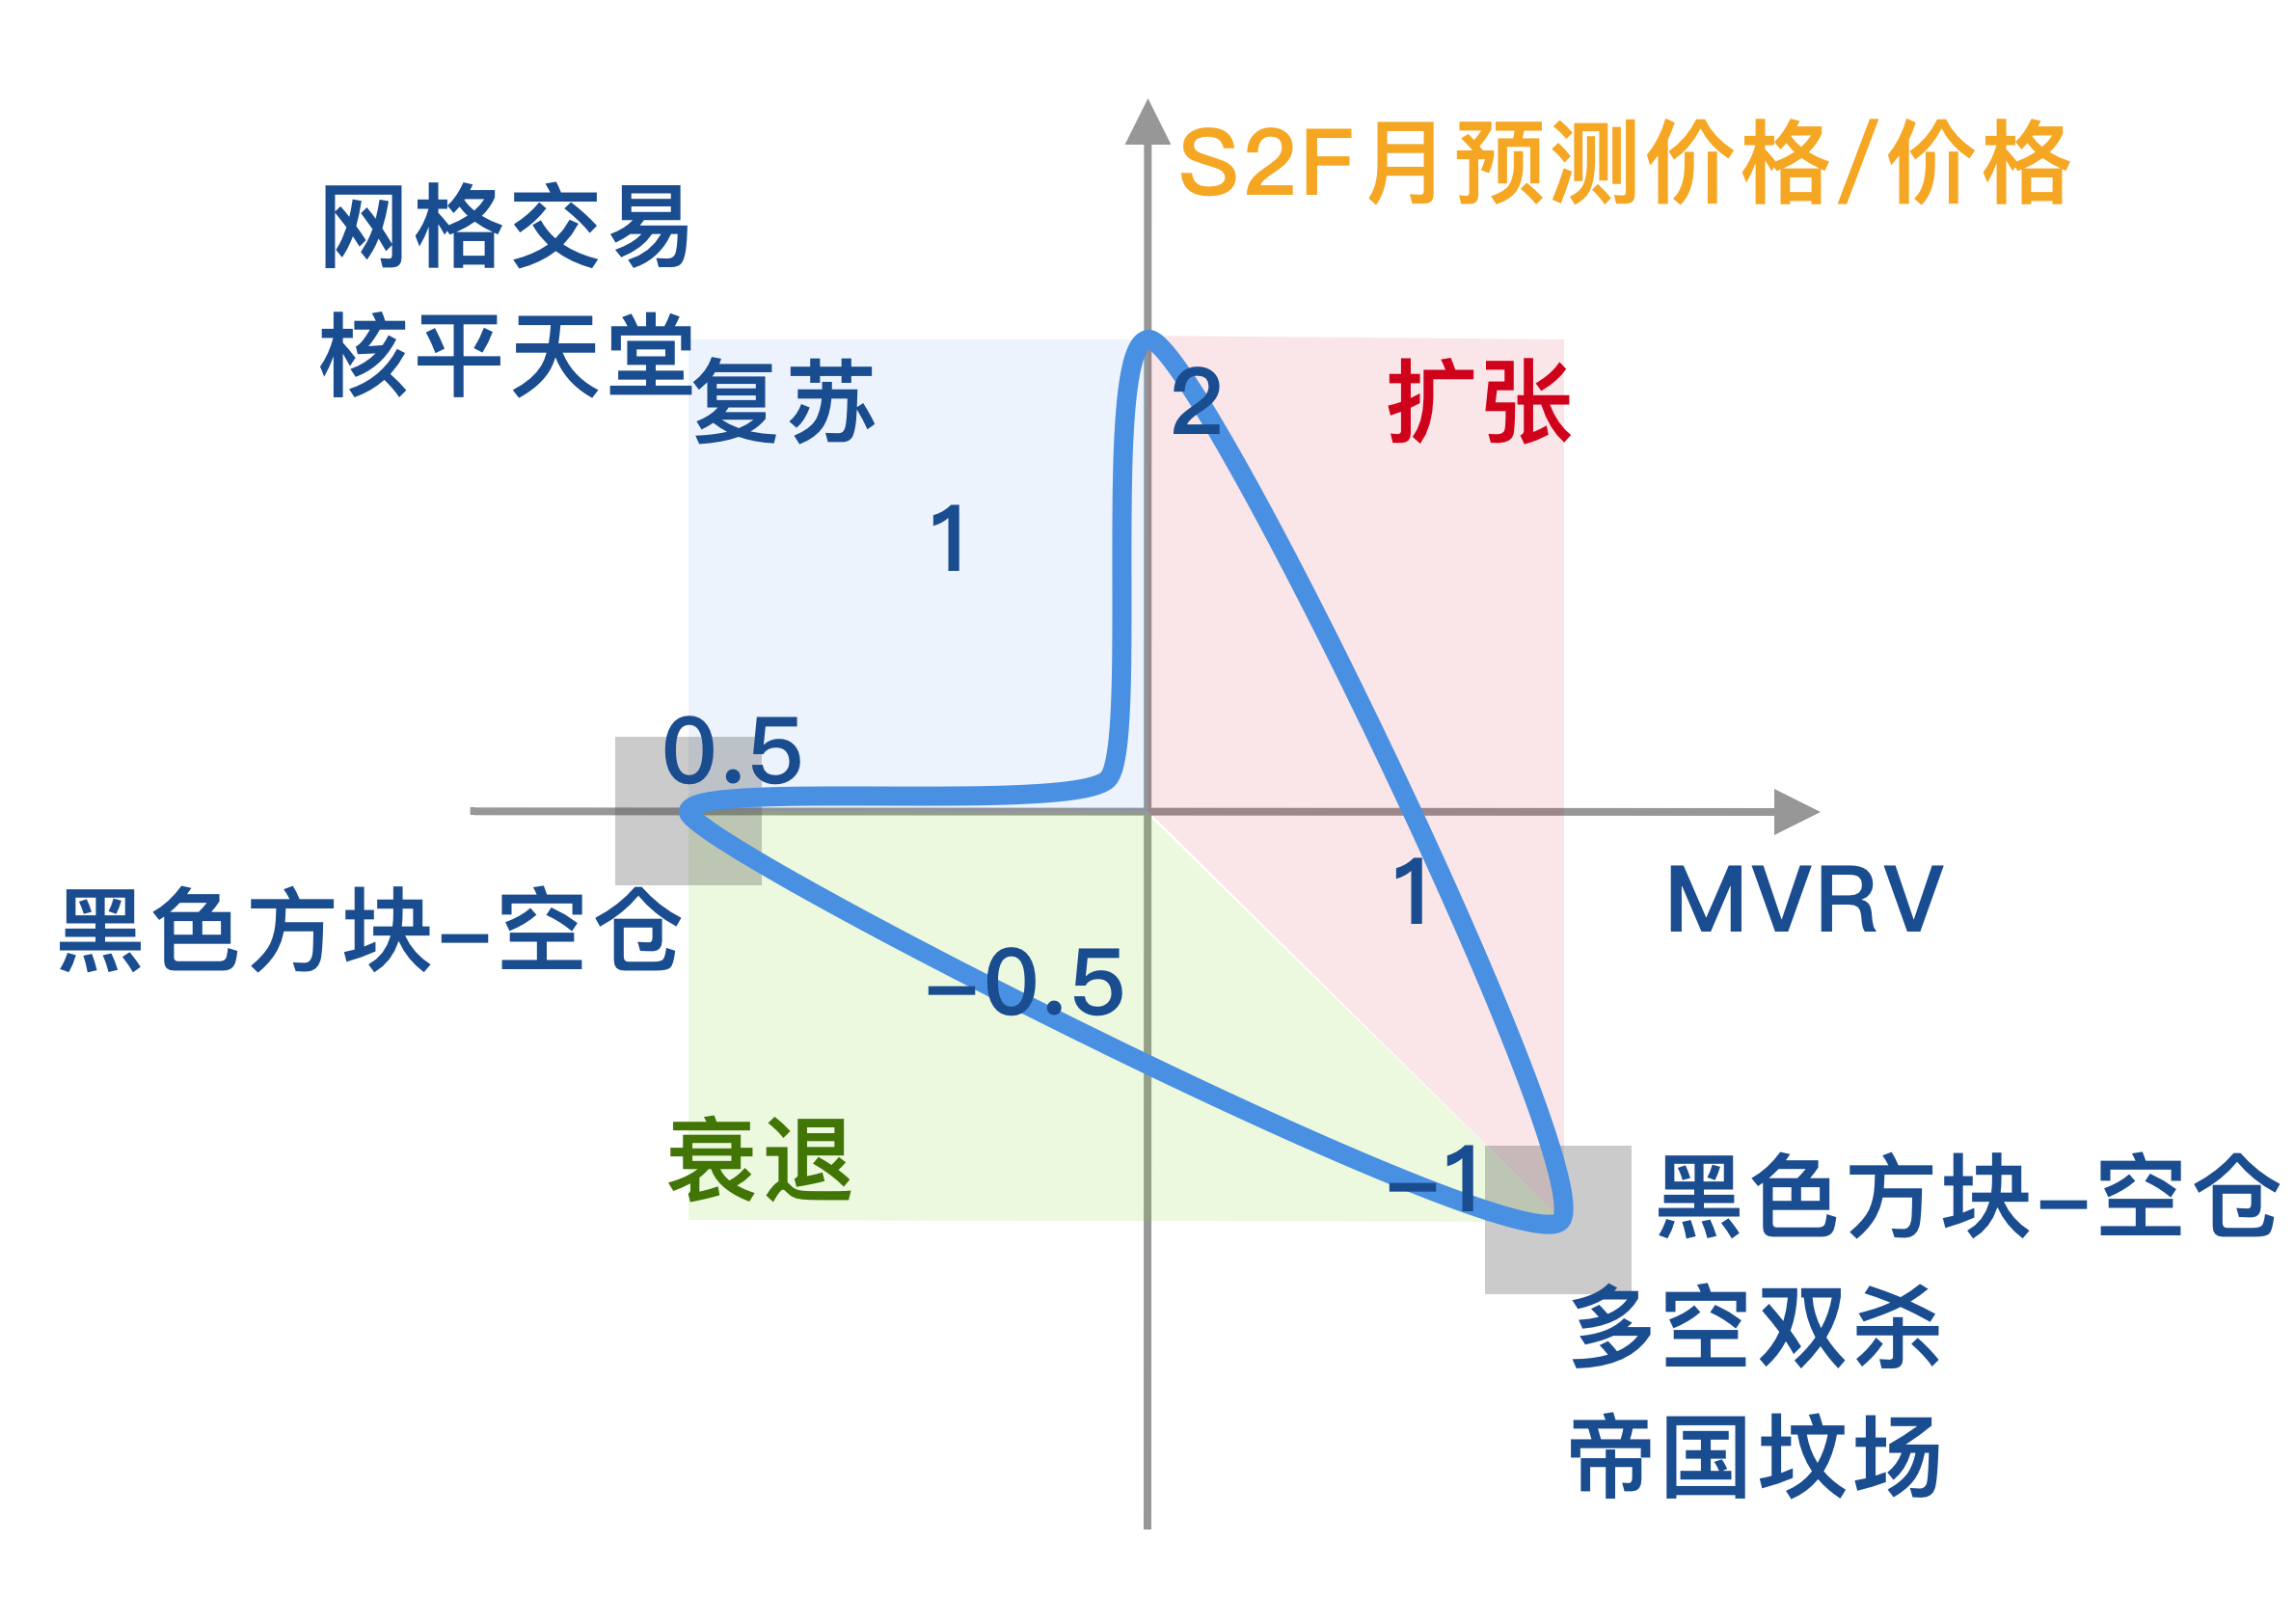 S2F月预测价格/价格
网格交易
核平天堂
复苏
2
扩张
1
0.5
1
MVRV
黑色方块-空仓
-0.5
衰退
-1
黑色方块-空仓
多空双杀
帝国坟场